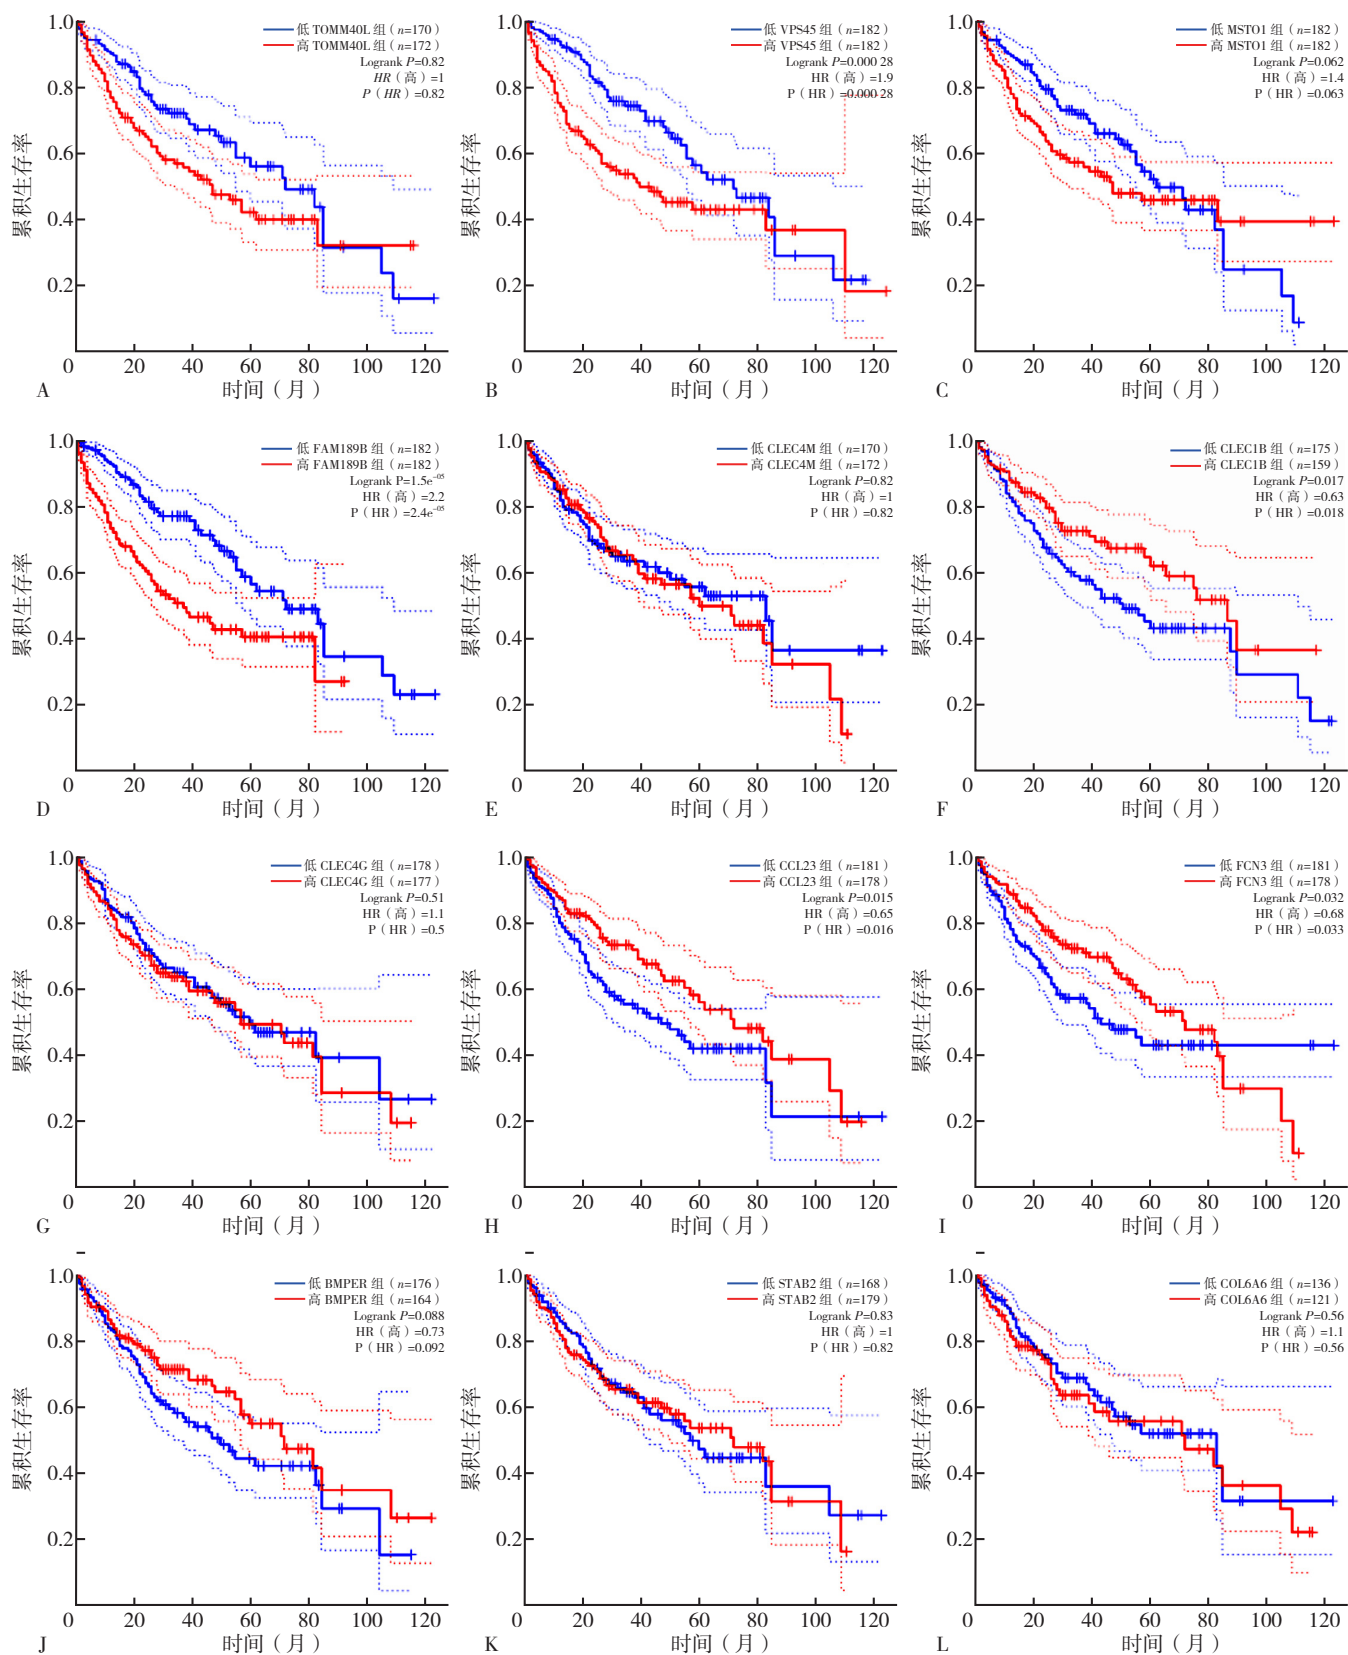 低 TOMM40L 组（n=170）
高 TOMM40L 组（n=172）
Logrank P=0.82
HR（高）=1
P（HR）=0.82
1.0
0.8
0.6
0.4
0.2
0 20 40 60 80 100 120
累积生存率
时间（月）
A
低 VPS45 组（n=182）
高 VPS45 组（n=182）
Logrank P=0.000 28
HR（高）=1.9
P（HR）=0.000 28
1.0
0.8
0.6
0.4
0.2
0 20 40 60 80 100 120
累积生存率
时间（月）
B
低 MSTO1 组（n=182）
高 MSTO1 组（n=182）
Logrank P=0.062
HR（高）=1.4
P（HR）=0.063
1.0
0.8
0.6
0.4
0.2
0 20 40 60 80 100 120
累积生存率
时间（月）
C
低 FAM189B 组（n=182）
高 FAM189B 组（n=182）
Logrank P=1.5e⁻⁰⁵
HR（高）=2.2
P（HR）=2.4e⁻⁰⁵
1.0
0.8
0.6
0.4
0.2
0 20 40 60 80 100 120
累积生存率
时间（月）
D
低 CLEC4M 组（n=170）
高 CLEC4M 组（n=172）
Logrank P=0.82
HR（高）=1
P（HR）=0.82
1.0
0.8
0.6
0.4
0.2
0 20 40 60 80 100 120
累积生存率
时间（月）
E
低 CLEC1B 组（n=175）
高 CLEC1B 组（n=159）
Logrank P=0.017
HR（高）=0.63
P（HR）=0.018
1.0
0.8
0.6
0.4
0.2
0 20 40 60 80 100 120
累积生存率
时间（月）
F
低 CLEC4G 组（n=178）
高 CLEC4G 组（n=177）
Logrank P=0.51
HR（高）=1.1
P（HR）=0.5
1.0
0.8
0.6
0.4
0.2
0 20 40 60 80 100 120
累积生存率
时间（月）
G
低 CCL23 组（n=181）
高 CCL23 组（n=178）
Logrank P=0.015
HR（高）=0.65
P（HR）=0.016
1.0
0.8
0.6
0.4
0.2
0 20 40 60 80 100 120
累积生存率
时间（月）
H
低 FCN3 组（n=181）
高 FCN3 组（n=178）
Logrank P=0.032
HR（高）=0.68
P（HR）=0.033
1.0
0.8
0.6
0.4
0.2
0 20 40 60 80 100 120
累积生存率
时间（月）
I
低 BMPER 组（n=176）
高 BMPER 组（n=164）
Logrank P=0.088
HR（高）=0.73
P（HR）=0.092
1.0
0.8
0.6
0.4
0.2
0 20 40 60 80 100 120
累积生存率
时间（月）
J
低 STAB2 组（n=168）
高 STAB2 组（n=179）
Logrank P=0.83
HR（高）=1
P（HR）=0.82
1.0
0.8
0.6
0.4
0.2
0 20 40 60 80 100 120
累积生存率
时间（月）
K
低 COL6A6 组（n=136）
高 COL6A6 组（n=121）
Logrank P=0.56
HR（高）=1.1
P（HR）=0.56
1.0
0.8
0.6
0.4
0.2
0 20 40 60 80 100 120
累积生存率
时间（月）
L